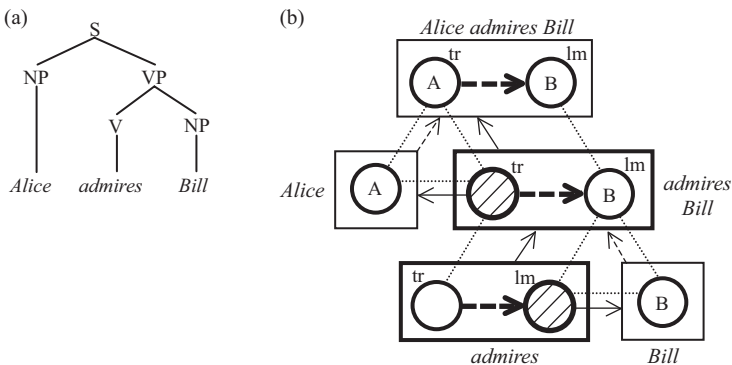 (a)
S
NP VP
V NP
Alice admires Bill
(b)
Alice admires Bill
tr lm
A B
Alice
A
tr lm
B
admires
Bill
tr lm
B
admires Bill